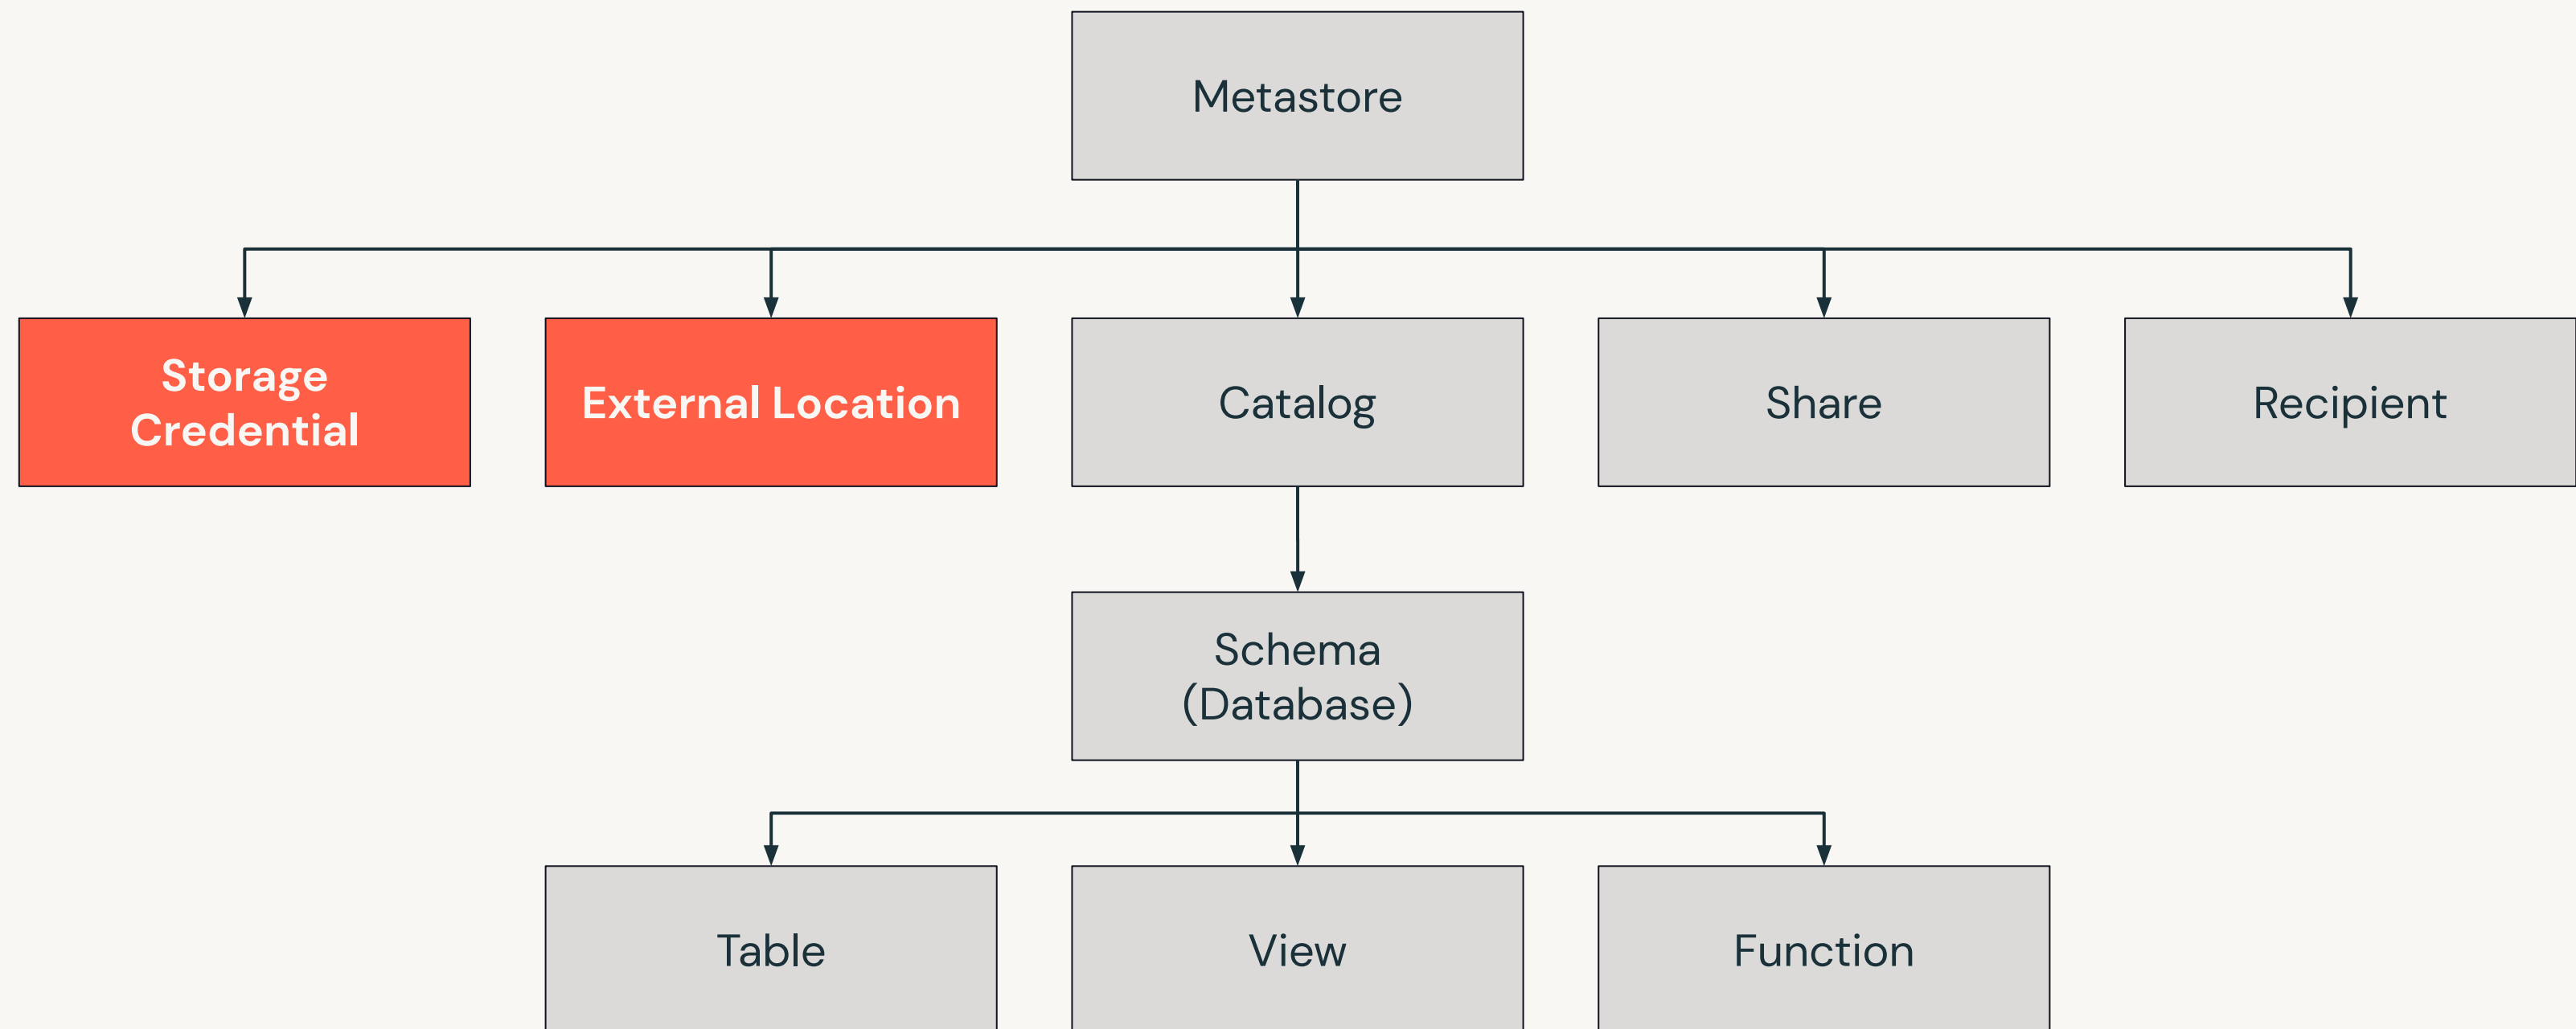 Metastore
Storage
Credential
External Location
Catalog
Share
Recipient
Schema
(Database)
Table
View
Function